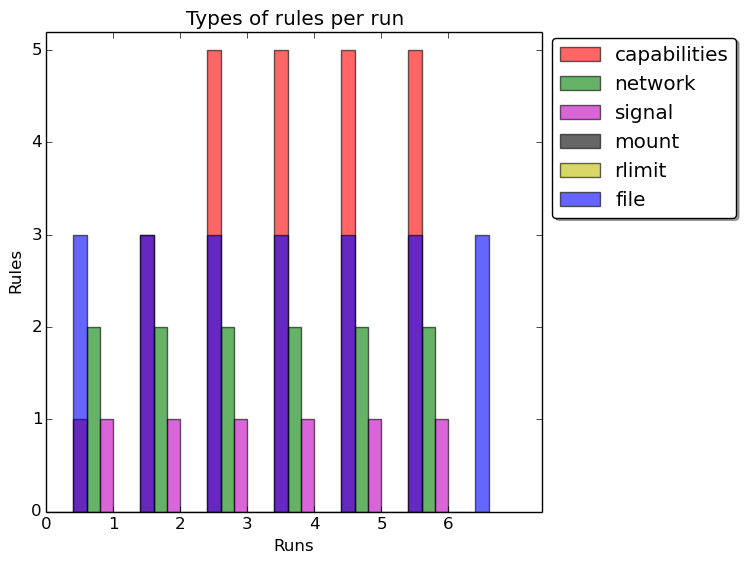 Types of rules per run
5
4
3
2
1
0
Rules
0 1 2 3 4 5 6
Runs
capabilities
network
signal
mount
rlimit
file